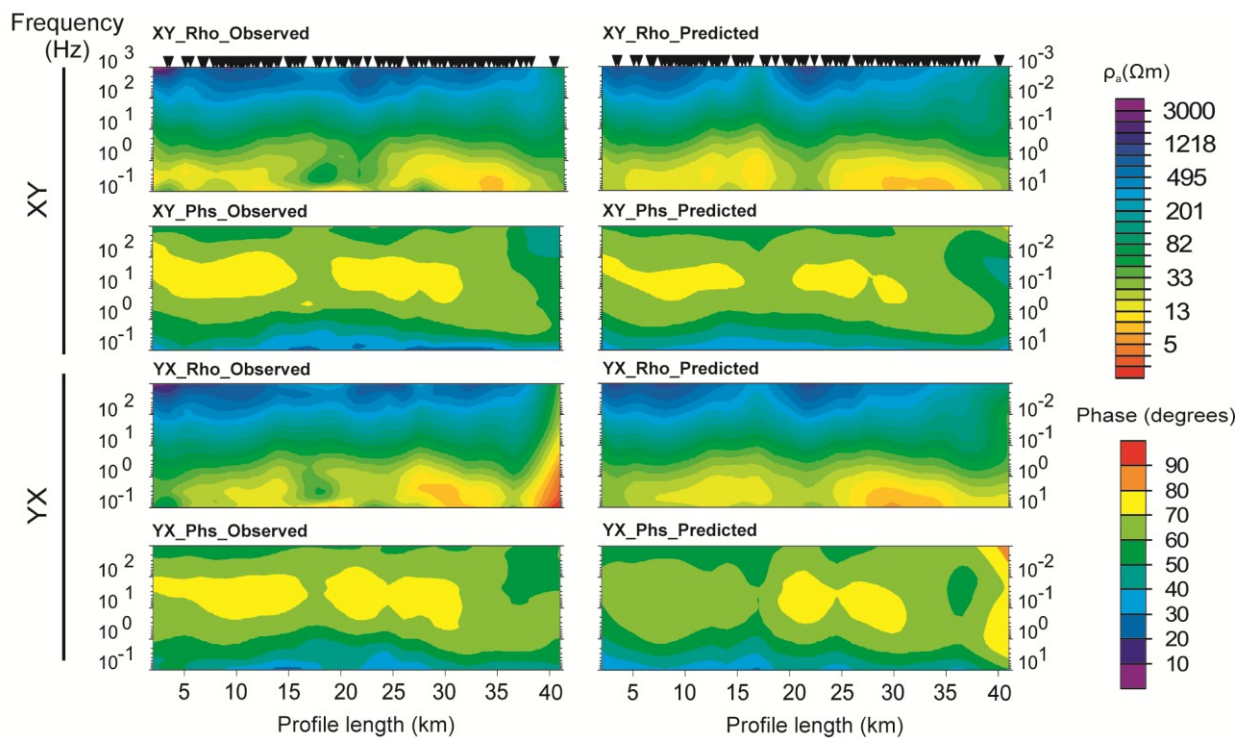 Frequency
(Hz)
XY_Rho_Observed
XY_Rho_Predicted
10 3
10 2
10 1
10 0
10 -1
10 -3
10 -2
10 -1
10 0
10 1
XY
XY_Phs_Observed
XY_Phs_Predicted
10 2
10 1
10 0
10 -1
10 -2
10 -1
10 0
10 1
YX_Rho_Observed
YX_Rho_Predicted
10 2
10 1
10 0
10 -1
10 -2
10 -1
10 0
10 1
YX
YX_Phs_Observed
YX_Phs_Predicted
10 2
10 1
10 0
10 -1
10 -2
10 -1
10 0
10 1
5 10 15 20 25 30 35 40
5 10 15 20 25 30 35 40
Profile length (km)
Profile length (km)
ρa(Ωm)
3000
1218
495
201
82
33
13
5
Phase (degrees)
90
80
70
60
50
40
30
20
10